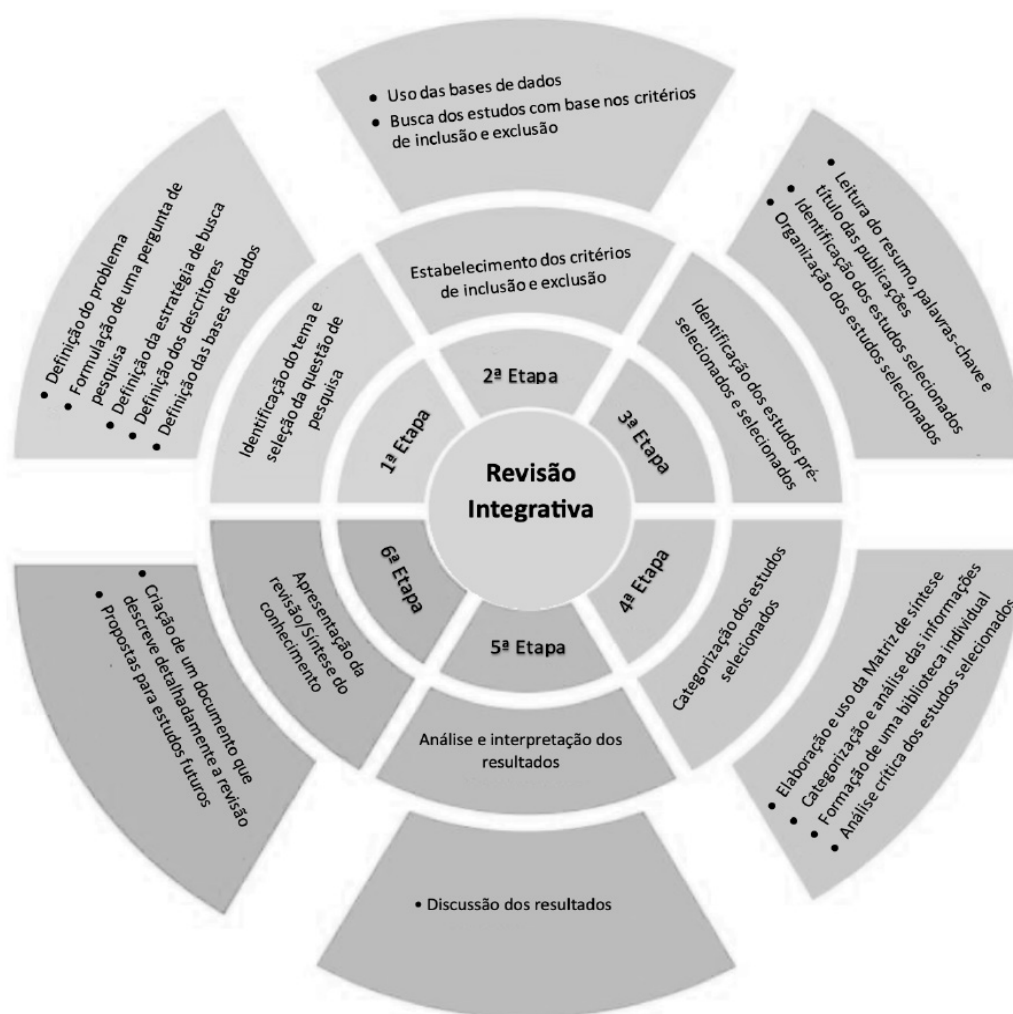 Revisão
Integrativa
1ª Etapa
Identificação do tema e
seleção da questão de
pesquisa
• Definição do problema
• Formulação de uma pergunta de
pesquisa
• Definição da estratégia de busca
• Definição dos descritores
• Definição das bases de dados
2ª Etapa
Estabelecimento dos critérios
de inclusão e exclusão
• Uso das bases de dados
• Busca dos estudos com base nos critérios
de inclusão e exclusão
3ª Etapa
Identificação dos estudos pré-
selecionados e selecionados
• Leitura do resumo, palavras-chave e
título das publicações
• Identificação dos estudos selecionados
• Organização dos estudos selecionados
4ª Etapa
Categorização dos estudos
selecionados
• Elaboração e uso da Matriz de síntese
• Categorização e análise das informações
• Formação de uma biblioteca individual
• Análise crítica dos estudos selecionados
5ª Etapa
Análise e interpretação dos
resultados
• Discussão dos resultados
6ª Etapa
Apresentação da
revisão/Síntese do
conhecimento
• Criação de um documento que
descreve detalhadamente a revisão
• Propostas para estudos futuros